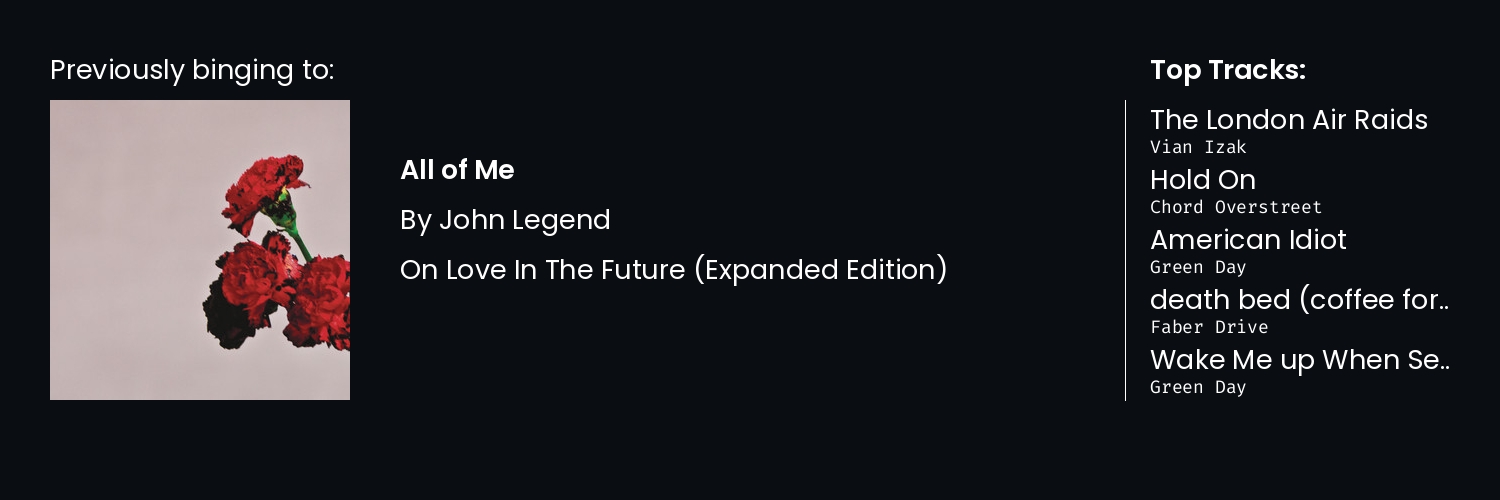 Previously binging to:
All of Me
By John Legend
On Love In The Future (Expanded Edition)
Top Tracks:
The London Air Raids
Vian Izak
Hold On
Chord Overstreet
American Idiot
Green Day
death bed (coffee for..
Faber Drive
Wake Me up When Se..
Green Day